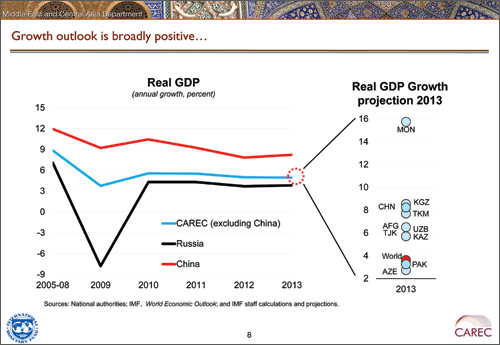 Middle East and Central Asia Department
Growth outlook is broadly positive…
Real GDP
(annual growth, percent)
15
12
9
6
3
0
-3
-6
-9
CAREC (excluding China)
Russia
China
2005-08 2009 2010 2011 2012 2013
Real GDP Growth
projection 2013
16
14
12
10
8
6
4
2
MON
CHN KGZ
TKM
AFG UZB
TJK KAZ
World
PAK
AZE
2013
Sources: National authorities; IMF, World Economic Outlook; and IMF staff calculations and projections.
INTERNATIONAL MONETARY FUND
8
CAREC